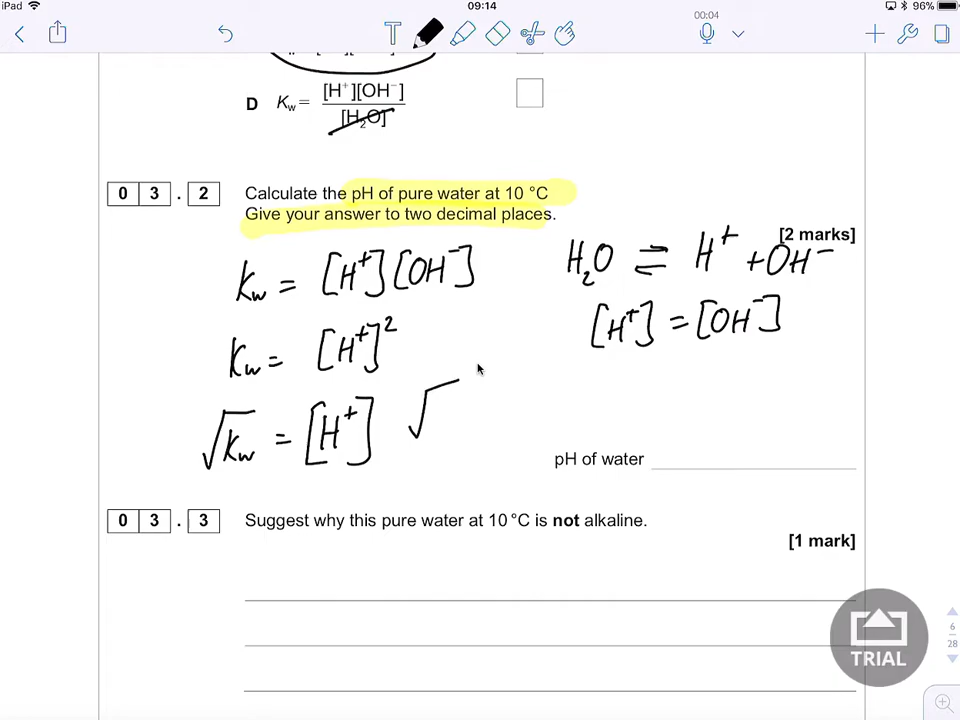 iPad 09:14 96%
00:04
T
D Kw = [H⁺][OH⁻]
[H₂O]
0 3 . 2 Calculate the pH of pure water at 10 °C
Give your answer to two decimal places.
[2 marks]
H₂O ⇌ H⁺ + OH⁻
Kw = [H⁺][OH⁻]
[H⁺] = [OH⁻]
Kw = [H⁺]²
√Kw = [H⁺] √
pH of water
0 3 . 3 Suggest why this pure water at 10 °C is not alkaline.
[1 mark]
6
28
TRIAL